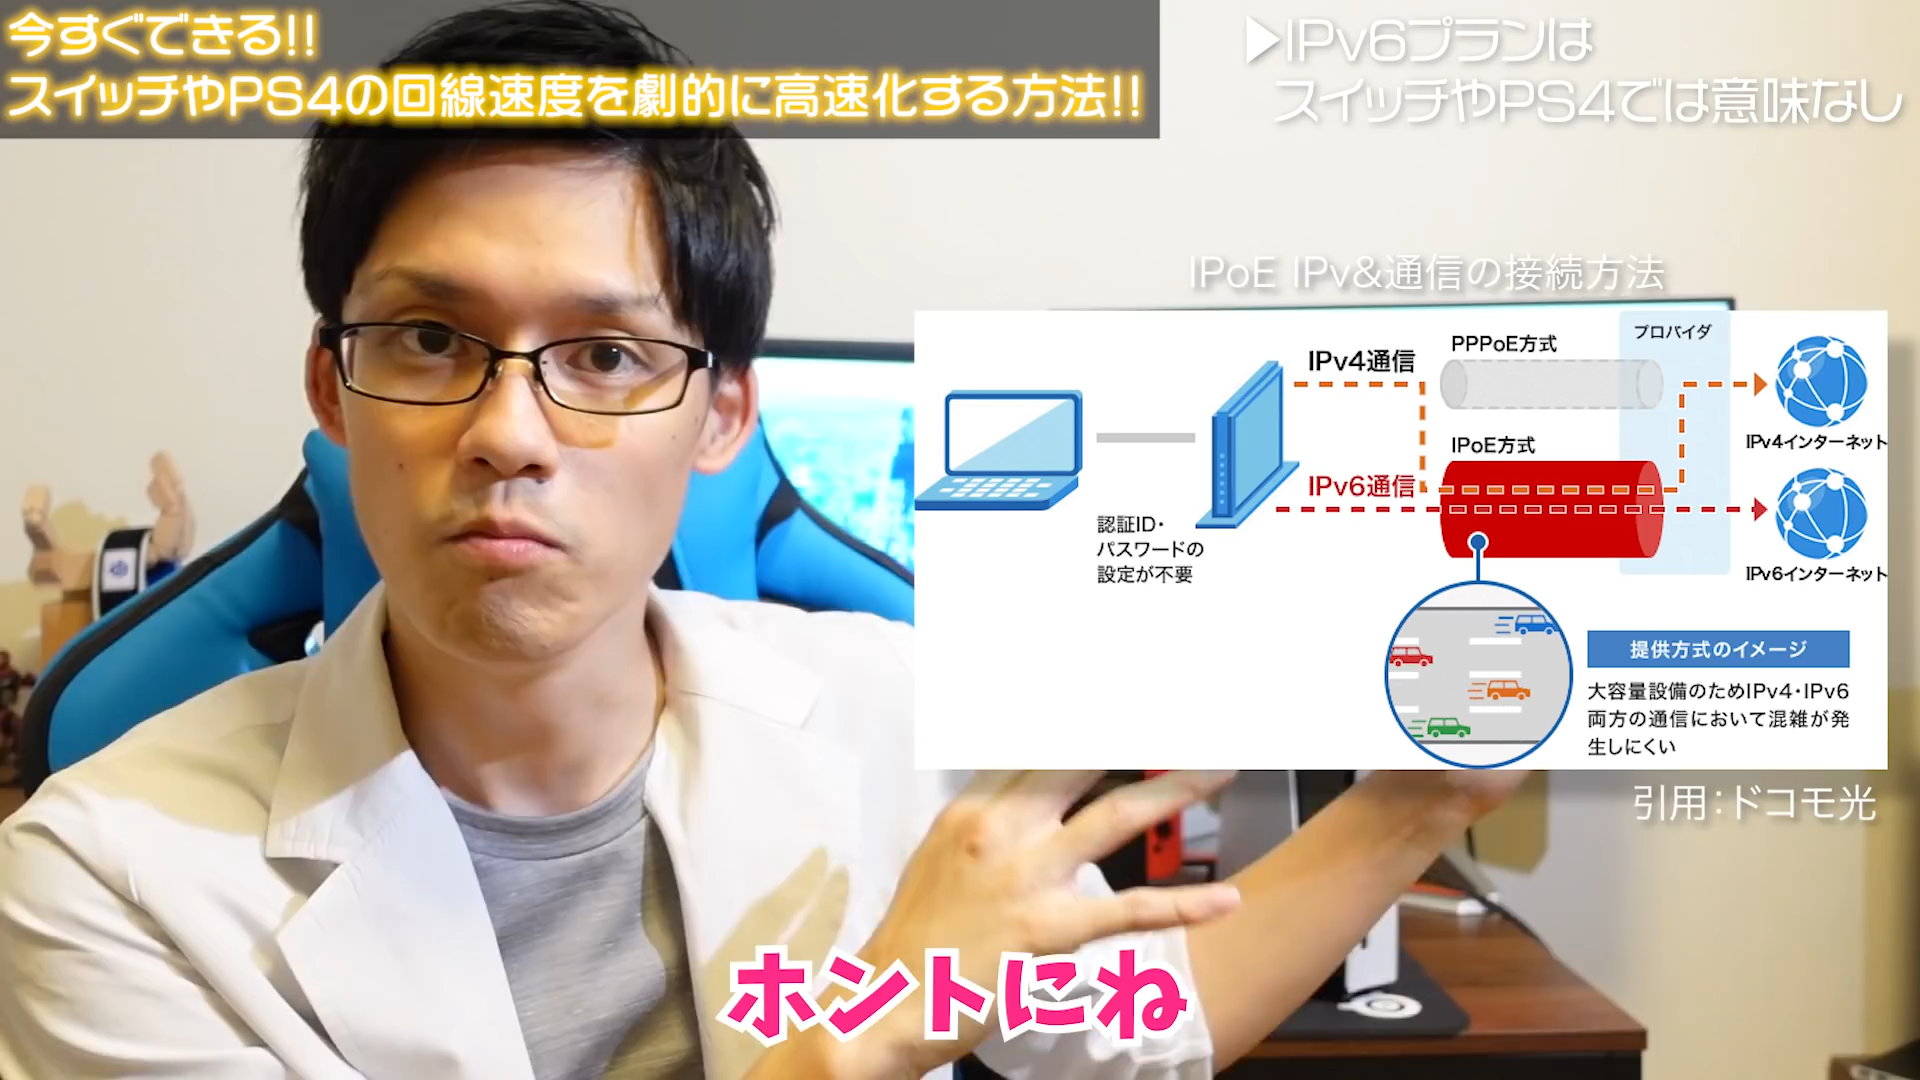 今すぐできる!!
スイッチやPS4の回線速度を劇的に高速化する方法!!
▶IPv6プランは
スイッチやPS4では意味なし
IPoE IPv&通信の接続方法
プロバイダ
PPPoE方式
IPv4通信
IPv4インターネット
IPoE方式
IPv6通信
認証ID・
パスワードの
設定が不要
IPv6インターネット
提供方式のイメージ
大容量設備のためIPv4・IPv6
両方の通信において混雑が発
生しにくい
引用：ドコモ光
ホントにね